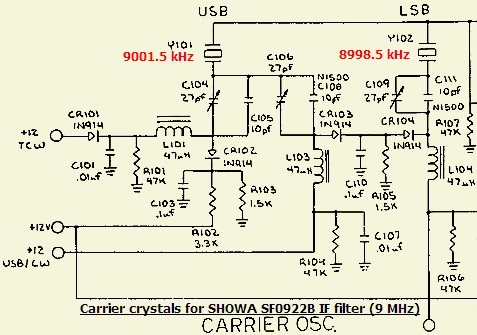 USB
LSB
Y101
Y102
9001.5 kHz
8998.5 kHz
C106
27pF
C104
27pF
N1500
C108
10pF
C109
27pF
C111
10pF
N1500
CR101
1N914
C105
10pF
CR103
1N914
CR104
1N914
R107
47K
+12
TCW
L101
47uH
CR102
1N914
L103
47uH
L104
47uH
C101
.01uF
R101
47K
C103
.1uF
R103
1.5K
C110
.1uF
R105
1.5K
+12V
R102
3.3K
C107
.01uF
+12
USB/CW
R104
47K
R106
47K
Carrier crystals for SHOWA SF0922B IF filter (9 MHz)
CARRIER OSC.